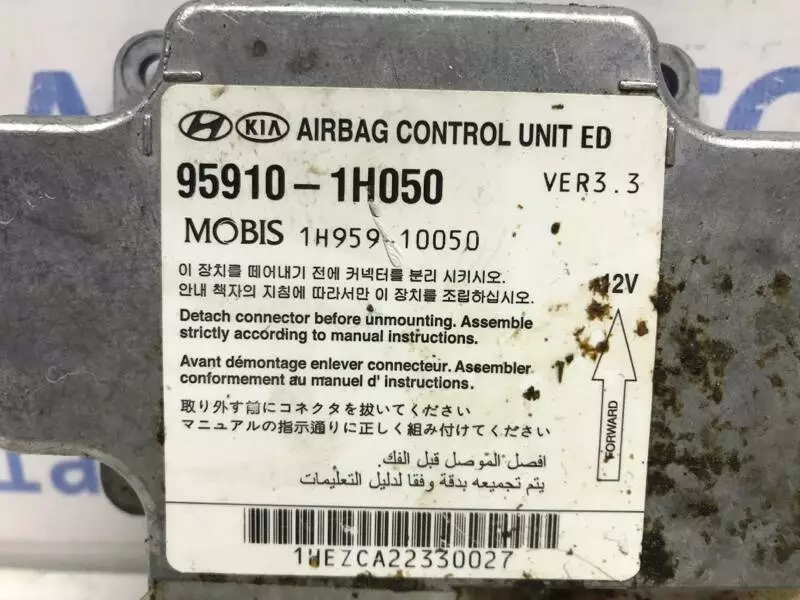 KIA AIRBAG CONTROL UNIT ED
95910-1H050 VER3.3
MOBIS 1H959-10050
이 장치를 떼어내기 전에 커넥터를 분리 시키시오.
안내 책자의 지침에 따라서만 이 장치를 조립하십시오.
12V
Detach connector before unmounting. Assemble
strictly according to manual instructions.
Avant démontage enlever connecteur. Assembler
conformement au manuel d' instructions.
FORWARD
取り外す前にコネクタを抜いてください
マニュアルの指示通りに正しく組み付けてください
افصل الموصل قبل الفك.
يتم تجميعه بدقة وفقا لدليل التعليمات
1HEZCA22330027